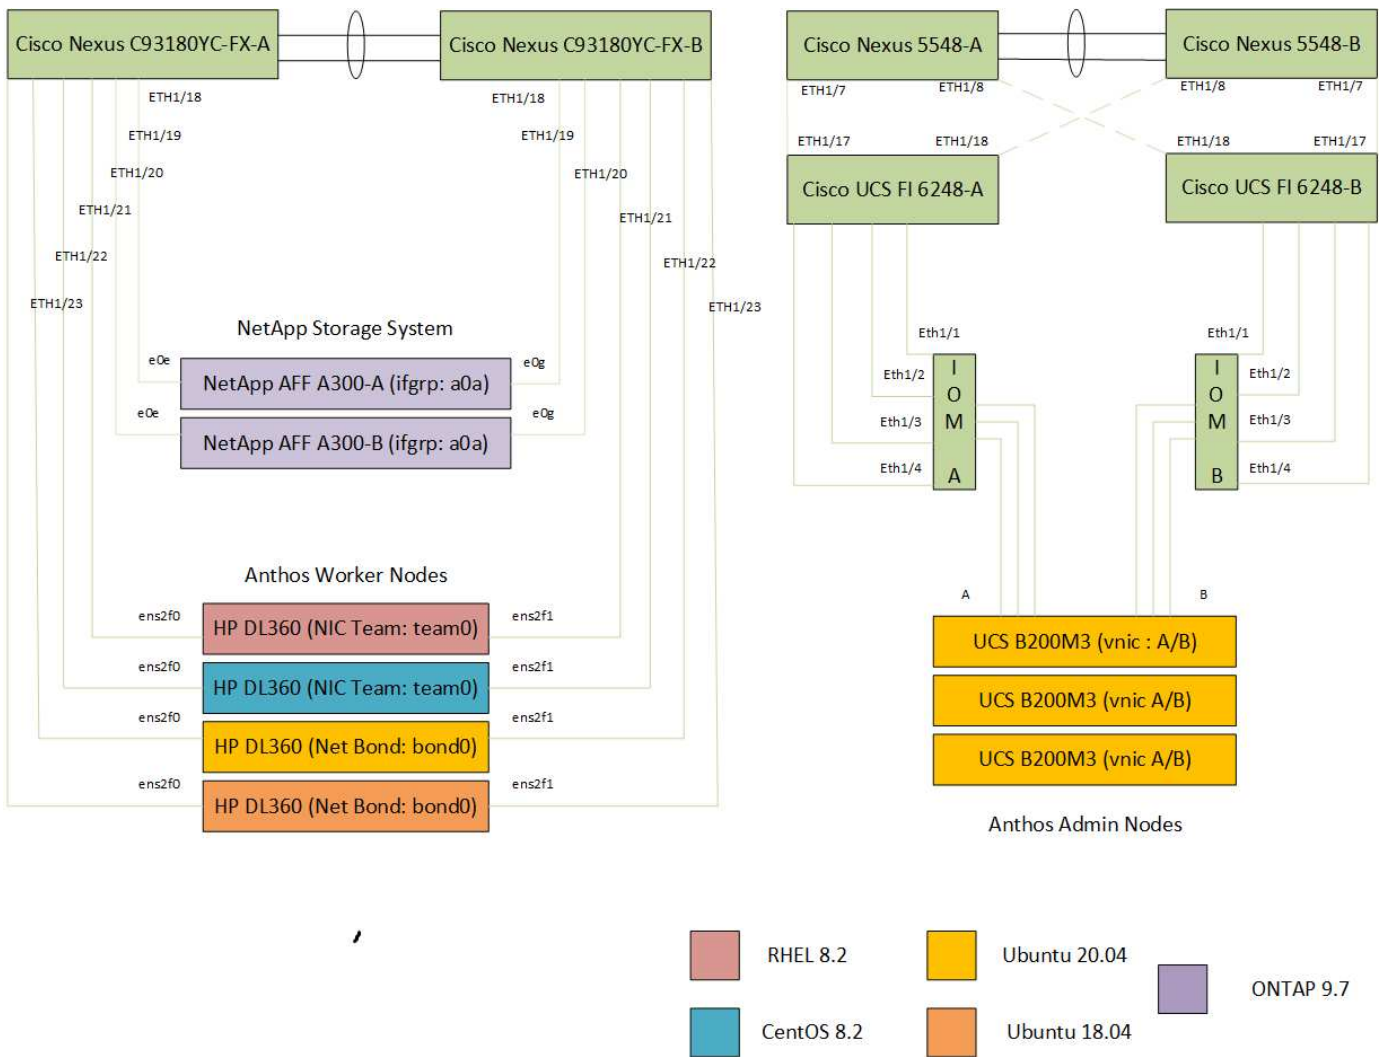 Cisco Nexus C93180YC-FX-A
Cisco Nexus C93180YC-FX-B
Cisco Nexus 5548-A
Cisco Nexus 5548-B
ETH1/18
ETH1/19
ETH1/20
ETH1/21
ETH1/22
ETH1/23
ETH1/18
ETH1/19
ETH1/20
ETH1/21
ETH1/22
ETH1/23
ETH1/7
ETH1/8
ETH1/8
ETH1/7
ETH1/17
ETH1/18
ETH1/18
ETH1/17
Cisco UCS FI 6248-A
Cisco UCS FI 6248-B
NetApp Storage System
e0e
NetApp AFF A300-A (ifgrp: a0a)
e0g
e0e
NetApp AFF A300-B (ifgrp: a0a)
e0g
Eth1/1
Eth1/2
Eth1/3
Eth1/4
I
O
M
A
Eth1/1
Eth1/2
Eth1/3
Eth1/4
I
O
M
B
Anthos Worker Nodes
ens2f0
HP DL360 (NIC Team: team0)
ens2f1
ens2f0
HP DL360 (NIC Team: team0)
ens2f1
ens2f0
HP DL360 (Net Bond: bond0)
ens2f1
ens2f0
HP DL360 (Net Bond: bond0)
ens2f1
A
B
UCS B200M3 (vnic : A/B)
UCS B200M3 (vnic A/B)
UCS B200M3 (vnic A/B)
Anthos Admin Nodes
RHEL 8.2
Ubuntu 20.04
ONTAP 9.7
CentOS 8.2
Ubuntu 18.04